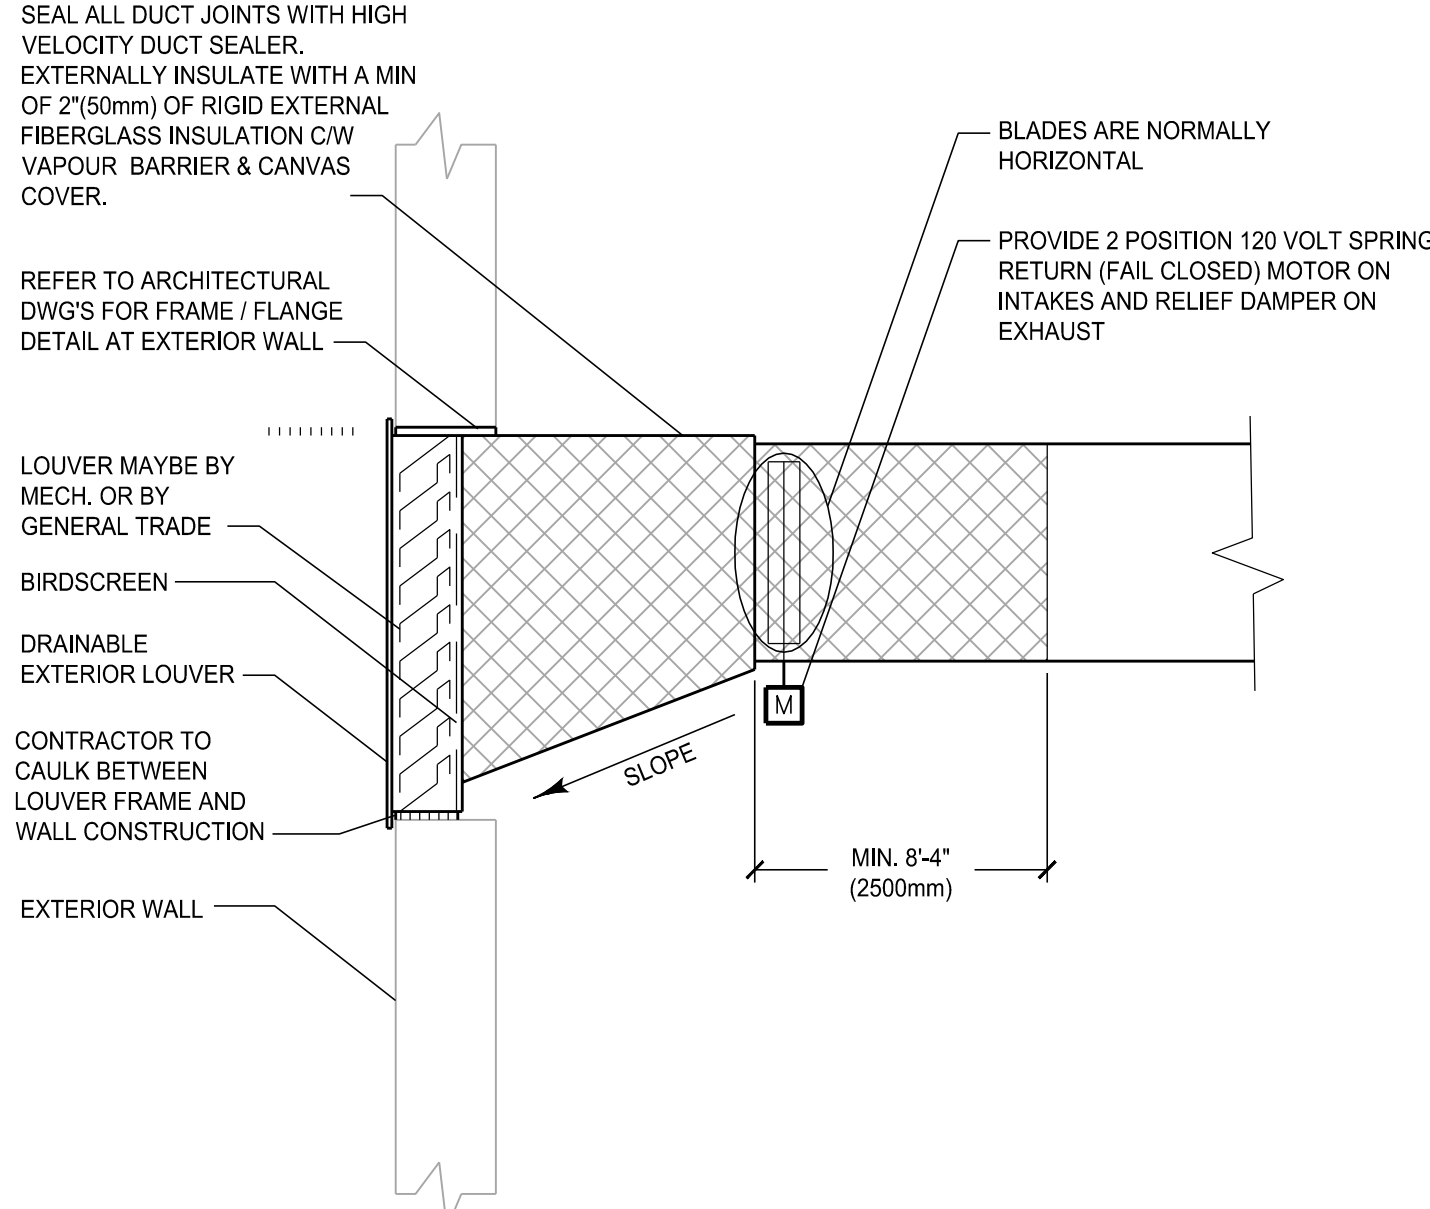 SEAL ALL DUCT JOINTS WITH HIGH
VELOCITY DUCT SEALER.
EXTERNALLY INSULATE WITH A MIN
OF 2"(50mm) OF RIGID EXTERNAL
FIBERGLASS INSULATION C/W
VAPOUR BARRIER & CANVAS
COVER.
REFER TO ARCHITECTURAL
DWG'S FOR FRAME / FLANGE
DETAIL AT EXTERIOR WALL
LOUVER MAYBE BY
MECH. OR BY
GENERAL TRADE
BIRDSCREEN
DRAINABLE
EXTERIOR LOUVER
CONTRACTOR TO
CAULK BETWEEN
LOUVER FRAME AND
WALL CONSTRUCTION
EXTERIOR WALL
BLADES ARE NORMALLY
HORIZONTAL
PROVIDE 2 POSITION 120 VOLT SPRING
RETURN (FAIL CLOSED) MOTOR ON
INTAKES AND RELIEF DAMPER ON
EXHAUST
M
SLOPE
MIN. 8'-4"
(2500mm)